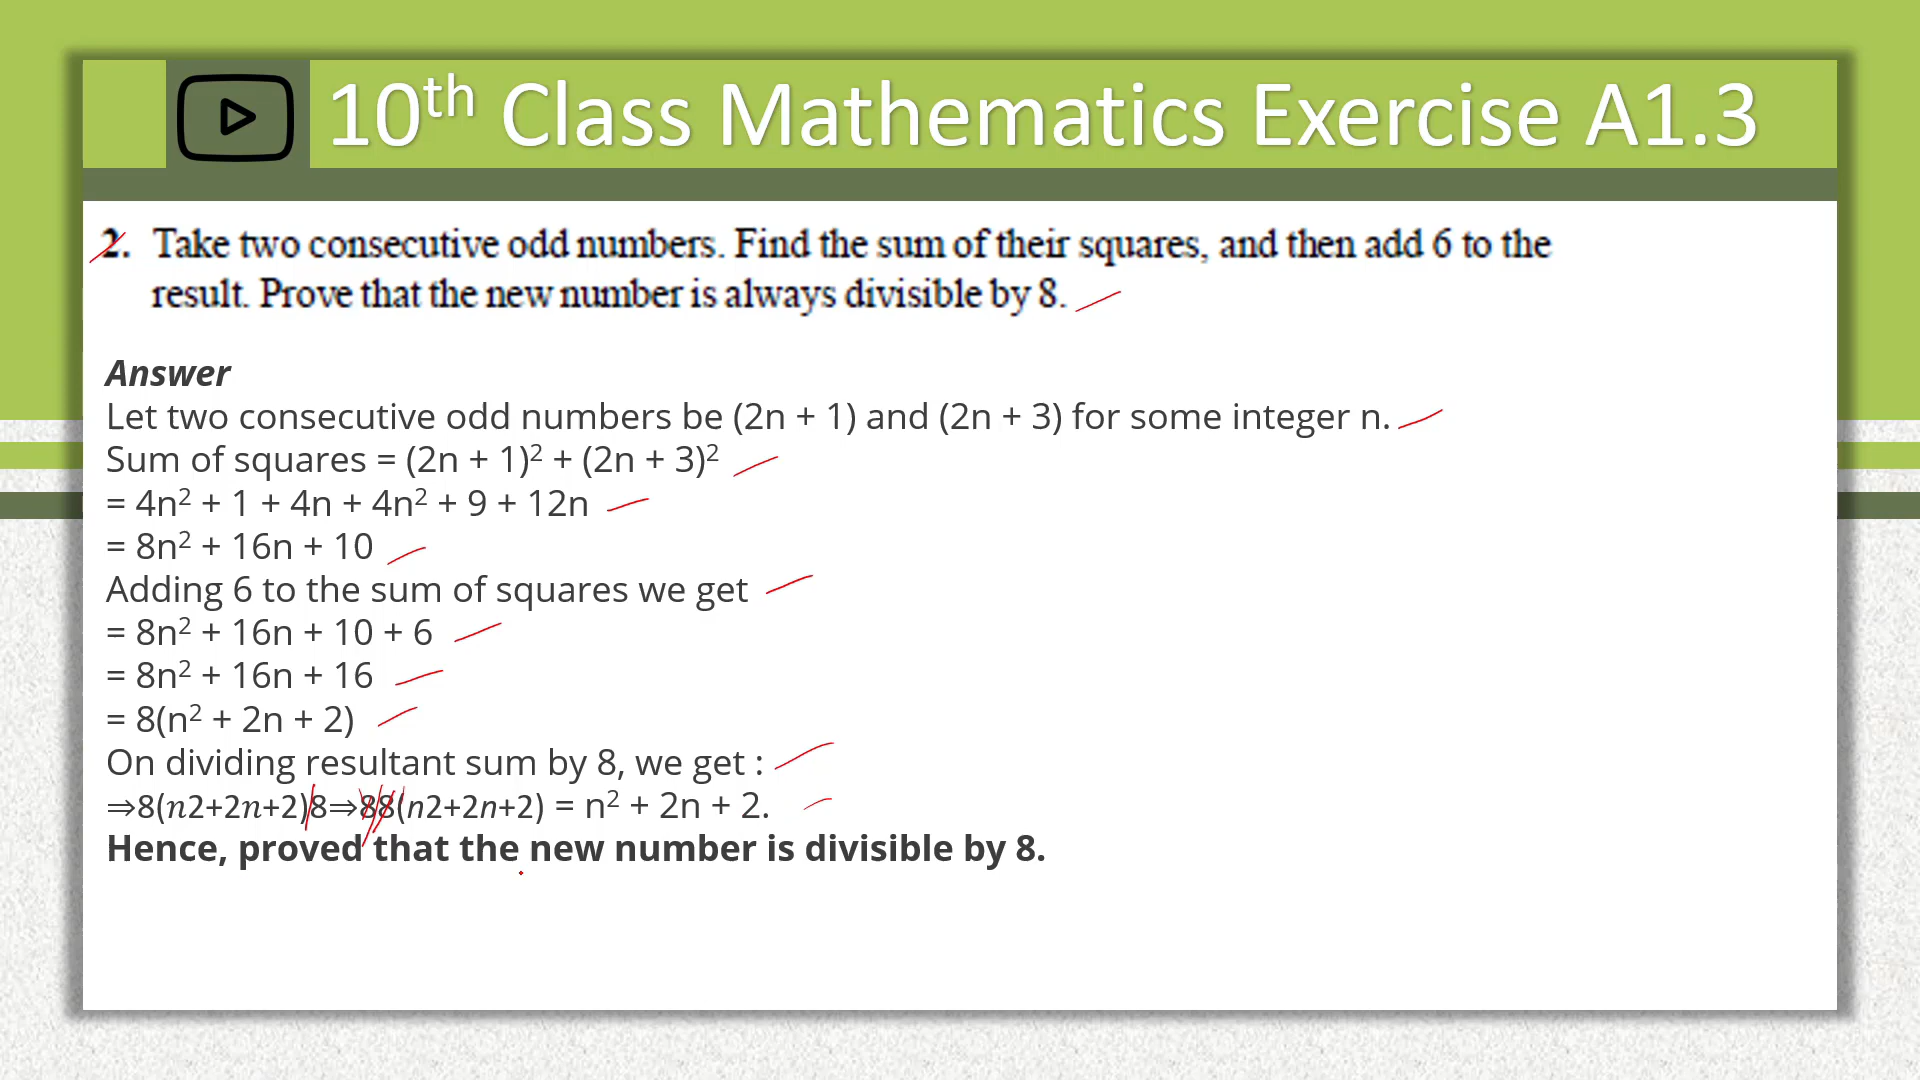 10th Class Mathematics Exercise A1.3
2. Take two consecutive odd numbers. Find the sum of their squares, and then add 6 to the
result. Prove that the new number is always divisible by 8.
Answer
Let two consecutive odd numbers be (2n + 1) and (2n + 3) for some integer n.
Sum of squares = (2n + 1)² + (2n + 3)²
= 4n² + 1 + 4n + 4n² + 9 + 12n
= 8n² + 16n + 10
Adding 6 to the sum of squares we get
= 8n² + 16n + 10 + 6
= 8n² + 16n + 16
= 8(n² + 2n + 2)
On dividing resultant sum by 8, we get :
⇒8(𝑛2+2𝑛+2)8⇒88(𝑛2+2𝑛+2) = n² + 2n + 2.
Hence, proved that the new number is divisible by 8.